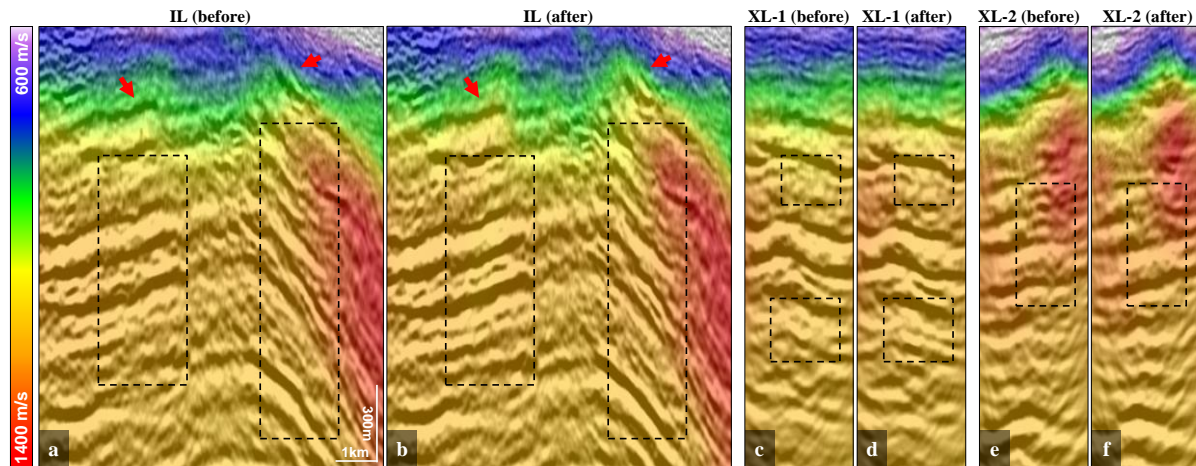 IL (before)
IL (after)
XL-1 (before)
XL-1 (after)
XL-2 (before)
XL-2 (after)
600 m/s
1400 m/s
300m
1km
a
b
c
d
e
f